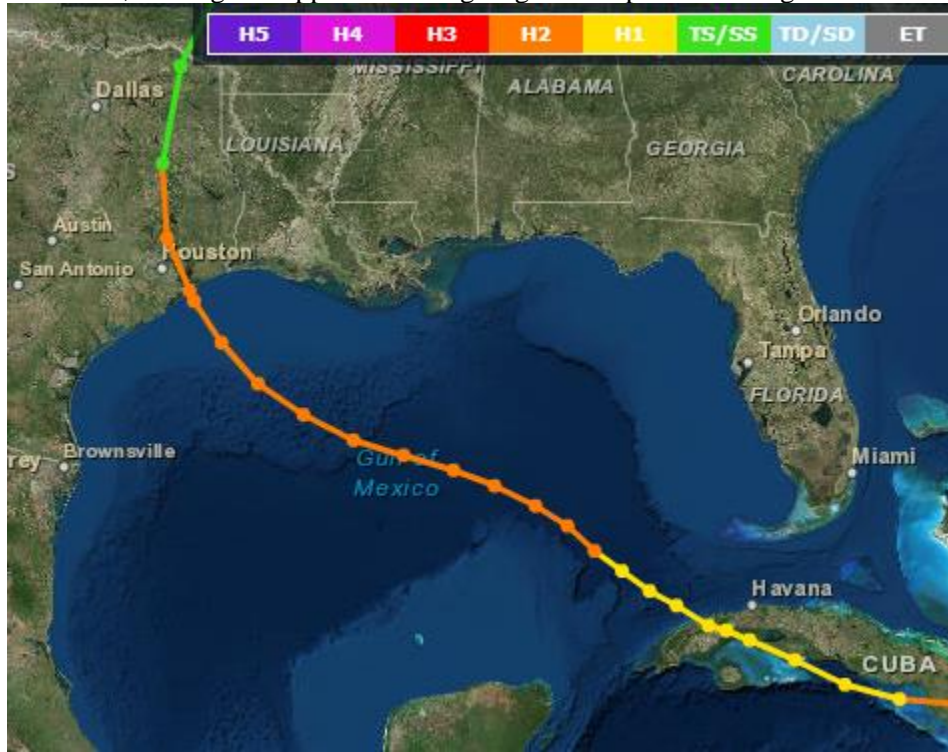 H5 H4 H3 H2 H1 TS/SS TD/SD ET
MISSISSIPPI
CAROLINA
ALABAMA
Dallas
LOUISIANA
GEORGIA
S
Austin
Houston
San Antonio
Orlando
Tampa
FLORIDA
rey
Brownsville
Gulf of
Mexico
Miami
Havana
CUBA